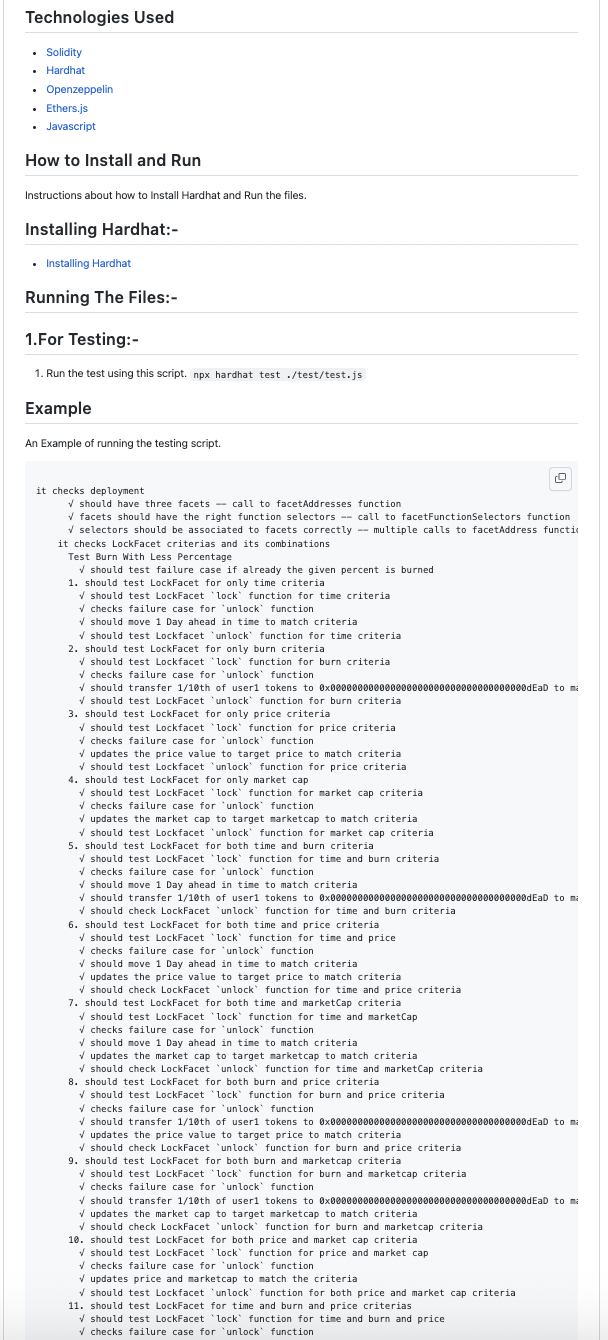 Technologies Used
• Solidity
• Hardhat
• Openzeppelin
• Ethers.js
• Javascript
How to Install and Run
Instructions about how to Install Hardhat and Run the files.
Installing Hardhat:-
• Installing Hardhat
Running The Files:-
1.For Testing:-
1. Run the test using this script. npx hardhat test ./test/test.js
Example
An Example of running the testing script.
it checks deployment
√ should have three facets -- call to facetAddresses function
√ facets should have the right function selectors -- call to facetFunctionSelectors function
√ selectors should be associated to facets correctly -- multiple calls to facetAddress functio
it checks LockFacet criterias and its combinations
Test Burn With Less Percentage
√ should test failure case if already the given percent is burned
1. should test LockFacet for only time criteria
√ should test LockFacet `lock` function for time criteria
√ checks failure case for `unlock` function
√ should move 1 Day ahead in time to match criteria
√ should test Lockfacet `unlock` function for time criteria
2. should test LockFacet for only burn criteria
√ should test LockFacet `lock` function for burn criteria
√ checks failure case for `unlock` function
√ should transfer 1/10th of user1 tokens to 0x000000000000000000000000000000000000dEaD to ma
√ should test LockFacet `unlock` function for burn criteria
3. should test LockFacet for only price criteria
√ should test Lockfacet `lock` function for price criteria
√ checks failure case for `unlock` function
√ updates the price value to target price to match criteria
√ should test LockFacet `unlock` function for price criteria
4. should test LockFacet for only market cap
√ should test LockFacet `lock` function for market cap criteria
√ checks failure case for `unlock` function
√ updates the market cap to target marketcap to match criteria
√ should test Lockfacet `unlock` function for market cap criteria
5. should test LockFacet for both time and burn criteria
√ should test LockFacet `lock` function for time and burn criteria
√ checks failure case for `unlock` function
√ should move 1 Day ahead in time to match criteria
√ should transfer 1/10th of user1 tokens to 0x000000000000000000000000000000000000dEaD to ma
√ should check LockFacet `unlock` function for time and burn criteria
6. should test LockFacet for both time and price criteria
√ should test LockFacet `lock` function for time and price
√ checks failure case for `unlock` function
√ should move 1 Day ahead in time to match criteria
√ updates the price value to target price to match criteria
√ should check LockFacet `unlock` function for time and price criteria
7. should test LockFacet for both time and marketCap criteria
√ should test LockFacet `lock` function for time and marketCap
√ checks failure case for `unlock` function
√ should move 1 Day ahead in time to match criteria
√ updates the market cap to target marketcap to match criteria
√ should check LockFacet `unlock` function for time and marketCap criteria
8. should test LockFacet for both burn and price criteria
√ should test LockFacet `lock` function for burn and price criteria
√ checks failure case for `unlock` function
√ should transfer 1/10th of user1 tokens to 0x000000000000000000000000000000000000dEaD to ma
√ updates the price value to target price to match criteria
√ should check LockFacet `unlock` function for burn and price criteria
9. should test LockFacet for both burn and marketcap criteria
√ should test LockFacet `lock` function for burn and marketcap criteria
√ checks failure case for `unlock` function
√ should transfer 1/10th of user1 tokens to 0x000000000000000000000000000000000000dEaD to ma
√ updates the market cap to target marketcap to match criteria
√ should check LockFacet `unlock` function for burn and marketcap criteria
10. should test LockFacet for both price and market cap criteria
√ should test LockFacet `lock` function for price and market cap
√ checks failure case for `unlock` function
√ updates price and marketcap to match the criteria
√ should test Lockfacet `unlock` function for both price and market cap criteria
11. should test LockFacet for time and burn and price criterias
√ should test LockFacet `lock` function for time and burn and price
√ checks failure case for `unlock` function